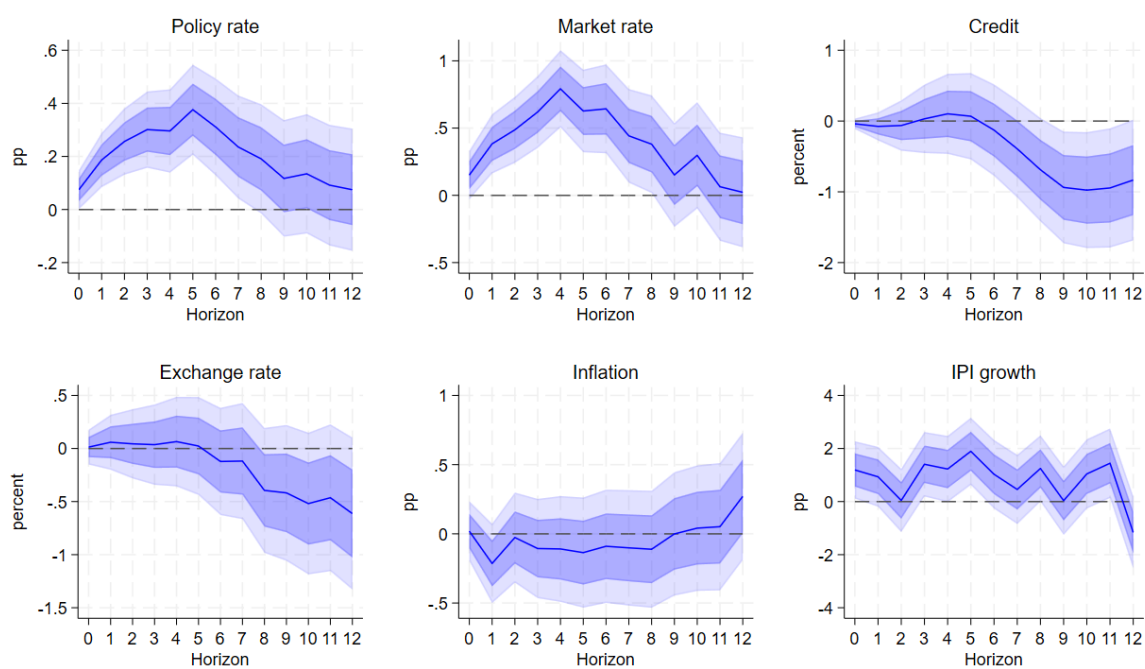 Policy rate
.6
.4
.2
0
-.2
pp
0 1 2 3 4 5 6 7 8 9 10 11 12
Horizon
Market rate
1
.5
0
-.5
pp
0 1 2 3 4 5 6 7 8 9 10 11 12
Horizon
Credit
1
0
-1
-2
percent
0 1 2 3 4 5 6 7 8 9 10 11 12
Horizon
Exchange rate
.5
0
-.5
-1
-1.5
percent
0 1 2 3 4 5 6 7 8 9 10 11 12
Horizon
Inflation
1
.5
0
-.5
pp
0 1 2 3 4 5 6 7 8 9 10 11 12
Horizon
IPI growth
4
2
0
-2
-4
pp
0 1 2 3 4 5 6 7 8 9 10 11 12
Horizon